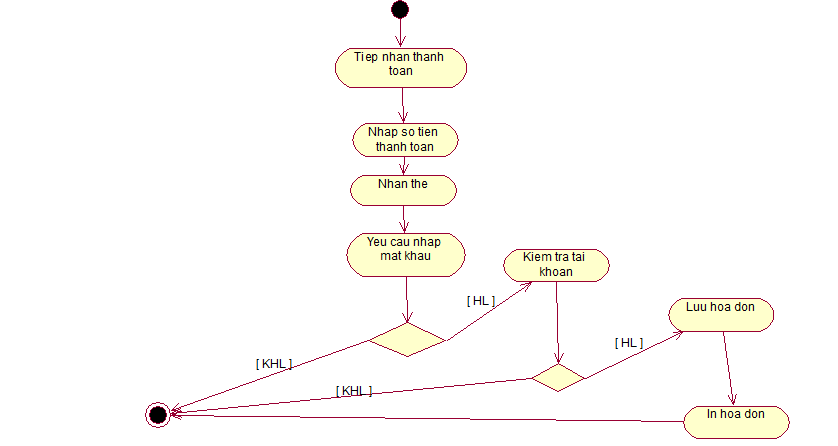 Tiep nhan thanh
toan
Nhap so tien
thanh toan
Nhan the
Yeu cau nhap
mat khau
Kiem tra tai
khoan
[ HL ]
Luu hoa don
[ HL ]
[ KHL ]
[ KHL ]
In hoa don